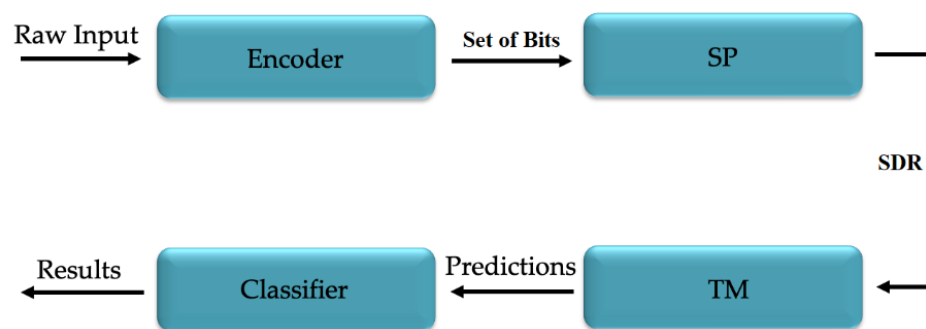 Raw Input
Encoder
Set of Bits
SP
SDR
TM
Predictions
Classifier
Results